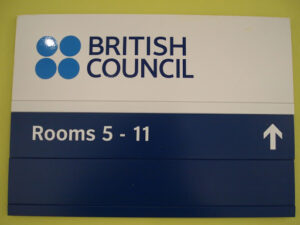 BRITISH
COUNCIL
Rooms 5 - 11